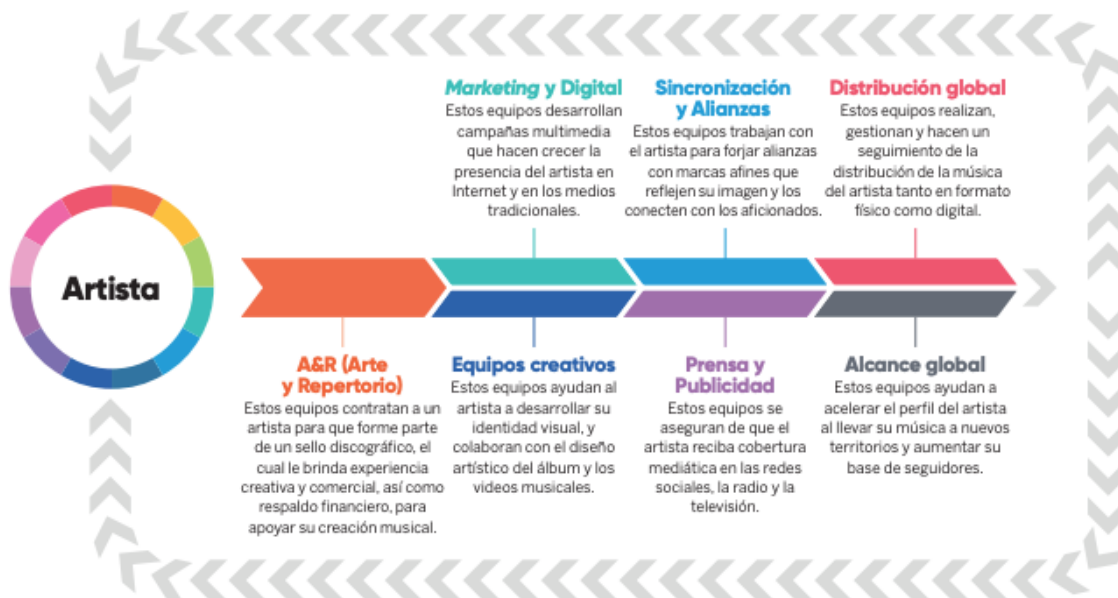 Artista
Marketing y Digital
Estos equipos desarrollan
campañas multimedia
que hacen crecer la
presencia del artista en
Internet y en los medios
tradicionales.
Sincronización
y Alianzas
Estos equipos trabajan con
el artista para forjar alianzas
con marcas afines que
reflejen su imagen y los
conecten con los aficionados.
Distribución global
Estos equipos realizan,
gestionan y hacen un
seguimiento de la
distribución de la música
del artista tanto en formato
físico como digital.
A&R (Arte
y Repertorio)
Estos equipos contratan a un
artista para que forme parte
de un sello discográfico, el
cual le brinda experiencia
creativa y comercial, así como
respaldo financiero, para
apoyar su creación musical.
Equipos creativos
Estos equipos ayudan al
artista a desarrollar su
identidad visual, y
colaboran con el diseño
artístico del álbum y los
videos musicales.
Prensa y
Publicidad
Estos equipos se
aseguran de que el
artista reciba cobertura
mediática en las redes
sociales, la radio y la
televisión.
Alcance global
Estos equipos ayudan a
acelerar el perfil del artista
al llevar su música a nuevos
territorios y aumentar su
base de seguidores.